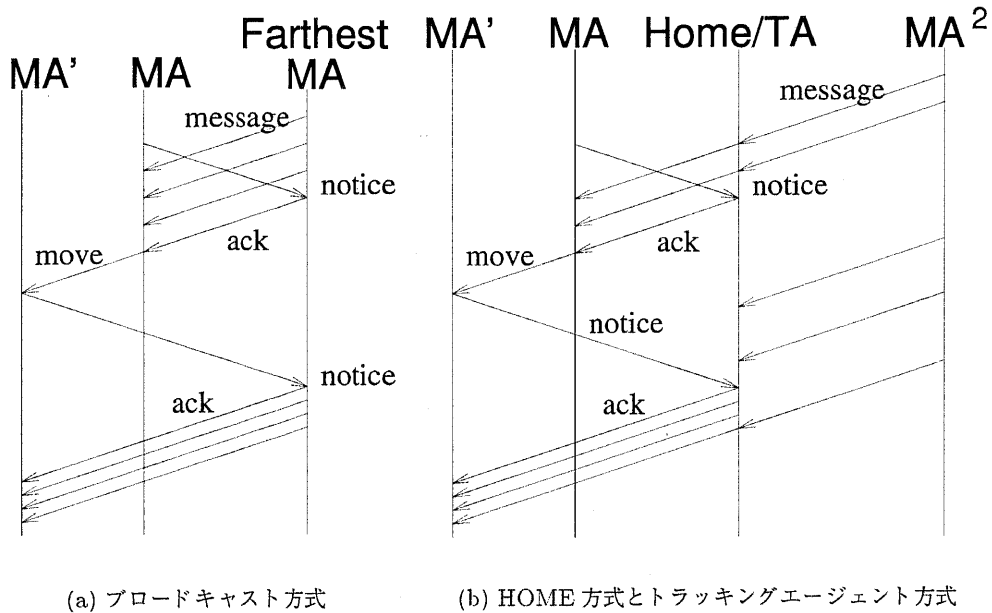 Farthest
MA' MA MA
message
notice
ack
move
notice
ack
(a) ブロードキャスト方式
MA' MA Home/TA MA²
message
notice
ack
move
notice
ack
(b) HOME 方式とトラッキングエージェント方式